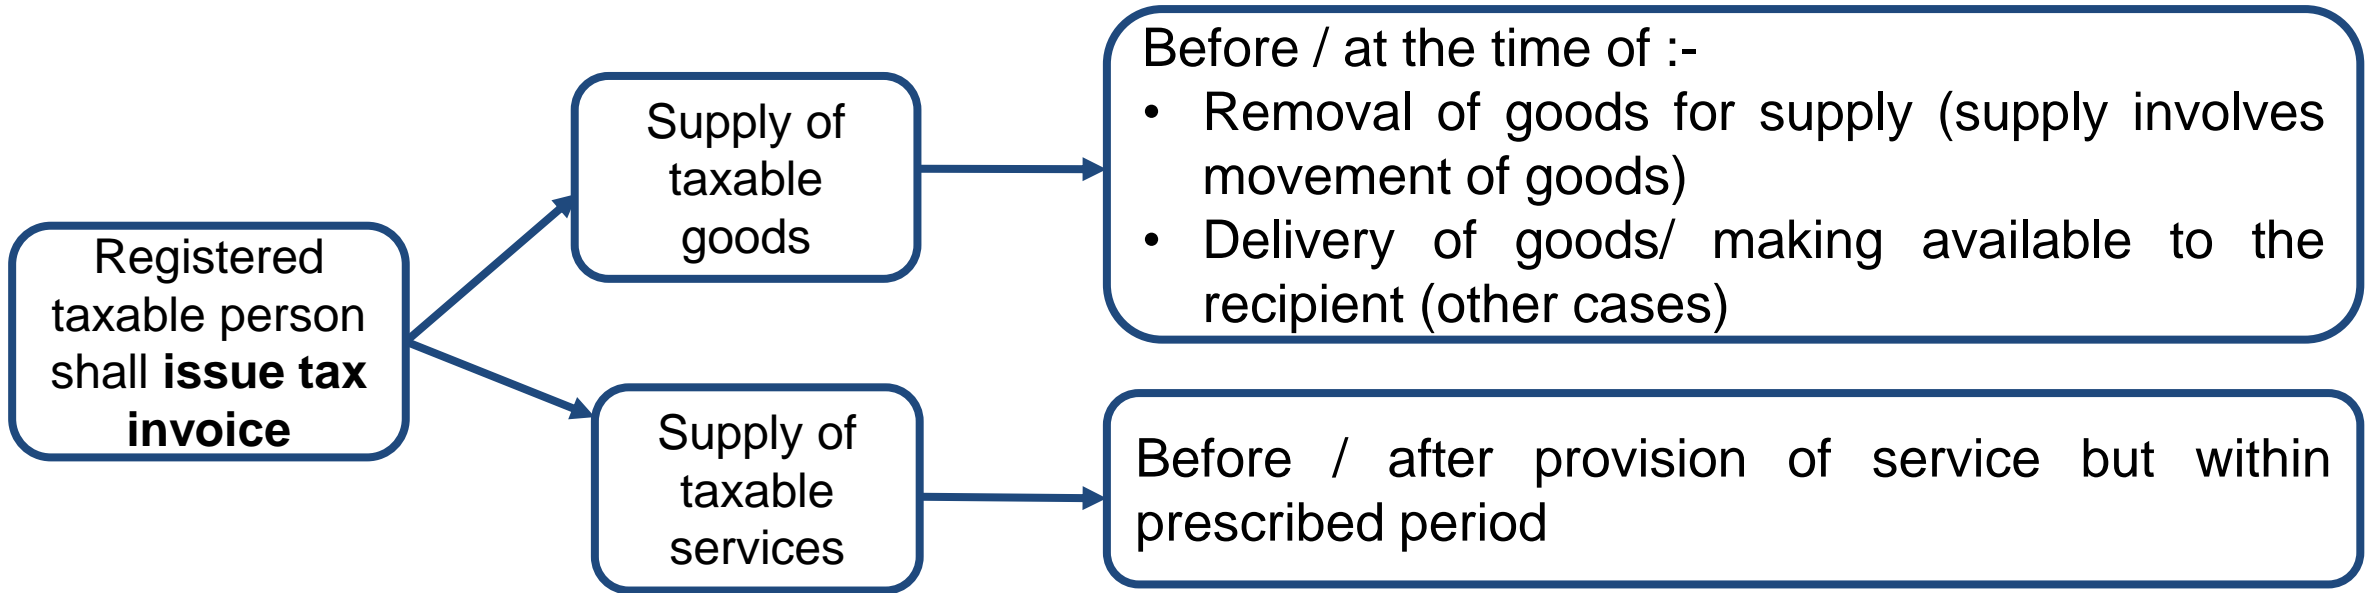 Registered
taxable person
shall issue tax
invoice
Supply of
taxable
goods
Before / at the time of :-
• Removal of goods for supply (supply involves
movement of goods)
• Delivery of goods/ making available to the
recipient (other cases)
Supply of
taxable
services
Before / after provision of service but within
prescribed period